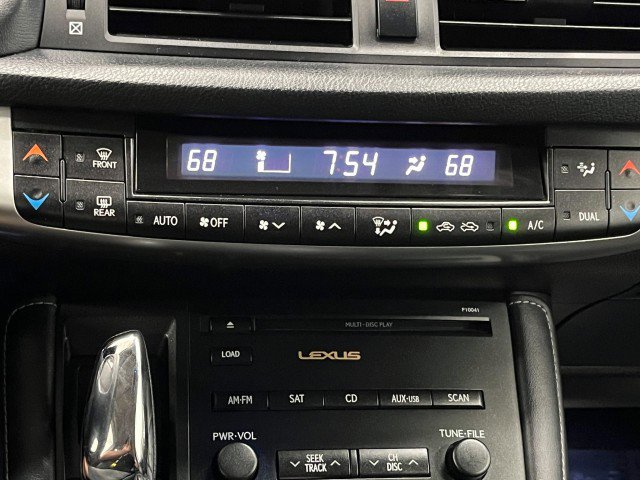 68 7:54 68
FRONT
REAR
AUTO OFF A/C DUAL
P10041
MULTI-DISC PLAY
LOAD LEXUS
AM•FM SAT CD AUX•USB SCAN
PWR•VOL TUNE•FILE
SEEK TRACK
CH DISC